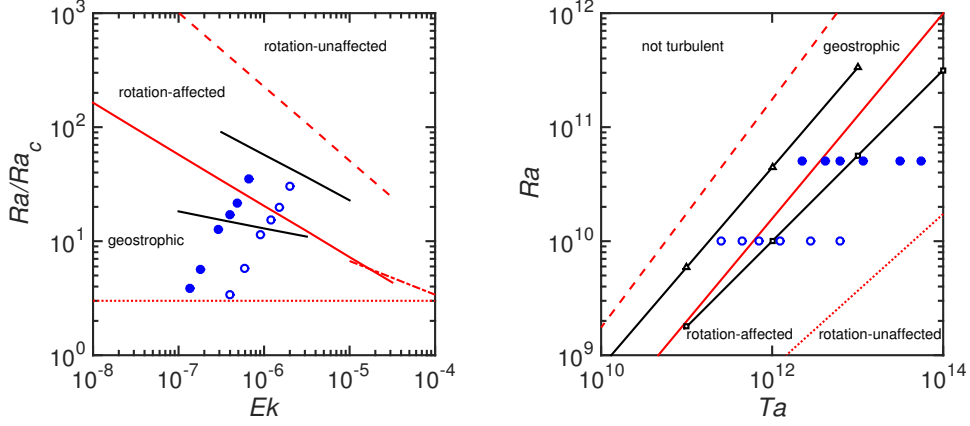 10^3
10^2
10^1
10^0
10^-8
10^-7
10^-6
10^-5
10^-4
Ra/Ra_c
Ek
rotation-unaffected
rotation-affected
geostrophic
10^12
10^11
10^10
10^9
10^10
10^12
10^14
Ra
Ta
not turbulent
geostrophic
rotation-affected
rotation-unaffected